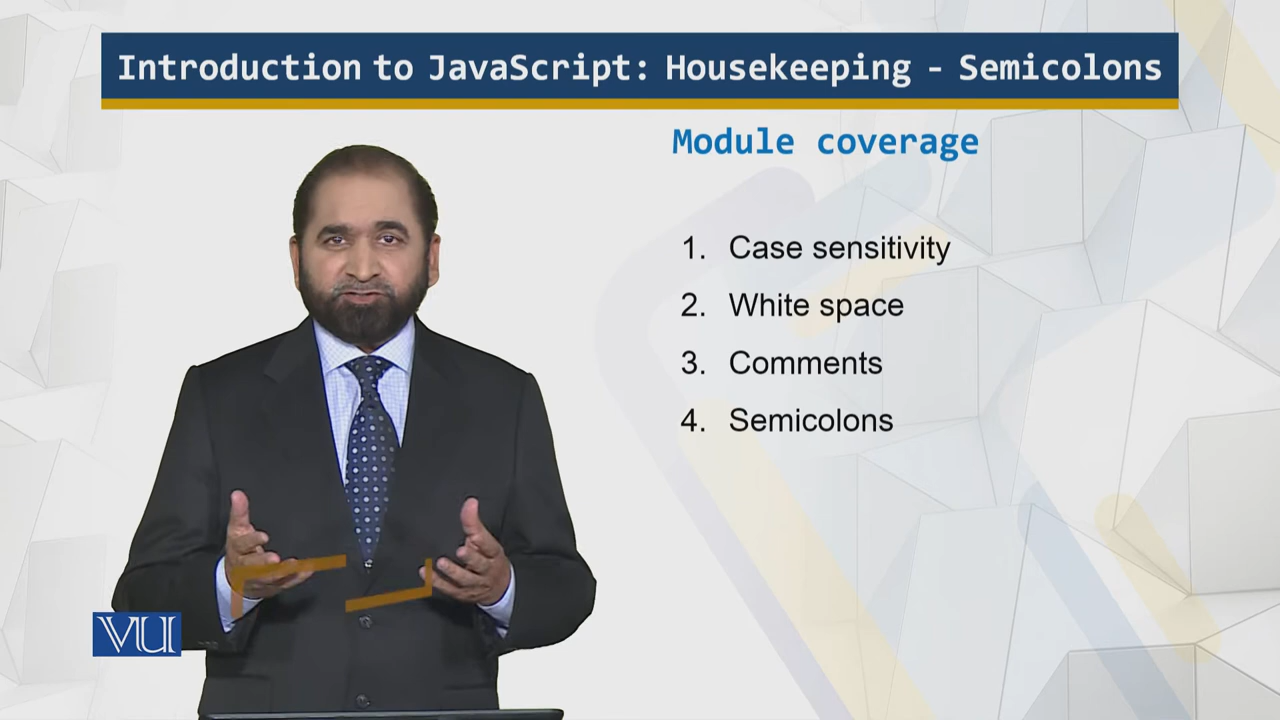 Introduction to JavaScript: Housekeeping - Semicolons
Module coverage
1. Case sensitivity
2. White space
3. Comments
4. Semicolons
VU